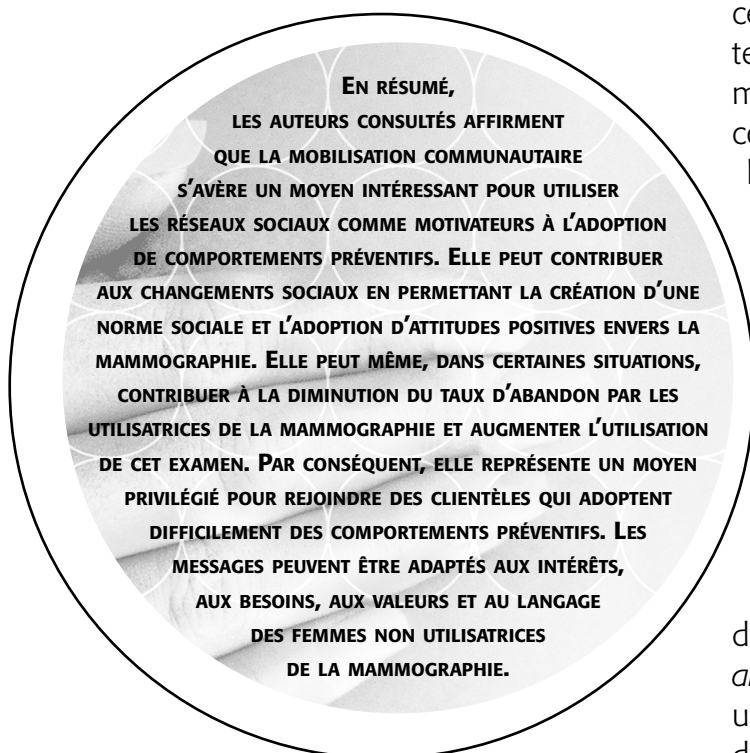 EN RÉSUMÉ,
LES AUTEURS CONSULTÉS AFFIRMENT
QUE LA MOBILISATION COMMUNAUTAIRE
S’AVÈRE UN MOYEN INTÉRESSANT POUR UTILISER
LES RÉSEAUX SOCIAUX COMME MOTIVATEURS À L’ADOPTION
DE COMPORTEMENTS PRÉVENTIFS. ELLE PEUT CONTRIBUER
AUX CHANGEMENTS SOCIAUX EN PERMETTANT LA CRÉATION D’UNE
NORME SOCIALE ET L’ADOPTION D’ATTITUDES POSITIVES ENVERS LA
MAMMOGRAPHIE. ELLE PEUT MÊME, DANS CERTAINES SITUATIONS,
CONTRIBUER À LA DIMINUTION DU TAUX D’ABANDON PAR LES
UTILISATRICES DE LA MAMMOGRAPHIE ET AUGMENTER L’UTILISATION
DE CET EXAMEN. PAR CONSÉQUENT, ELLE REPRÉSENTE UN MOYEN
PRIVILÉGIÉ POUR REJOINDRE DES CLIENTÈLES QUI ADOPTENT
DIFFICILEMENT DES COMPORTEMENTS PRÉVENTIFS. LES
MESSAGES PEUVENT ÊTRE ADAPTÉS AUX INTÉRÊTS,
AUX BESOINS, AUX VALEURS ET AU LANGAGE
DES FEMMES NON UTILISATRICES
DE LA MAMMOGRAPHIE.